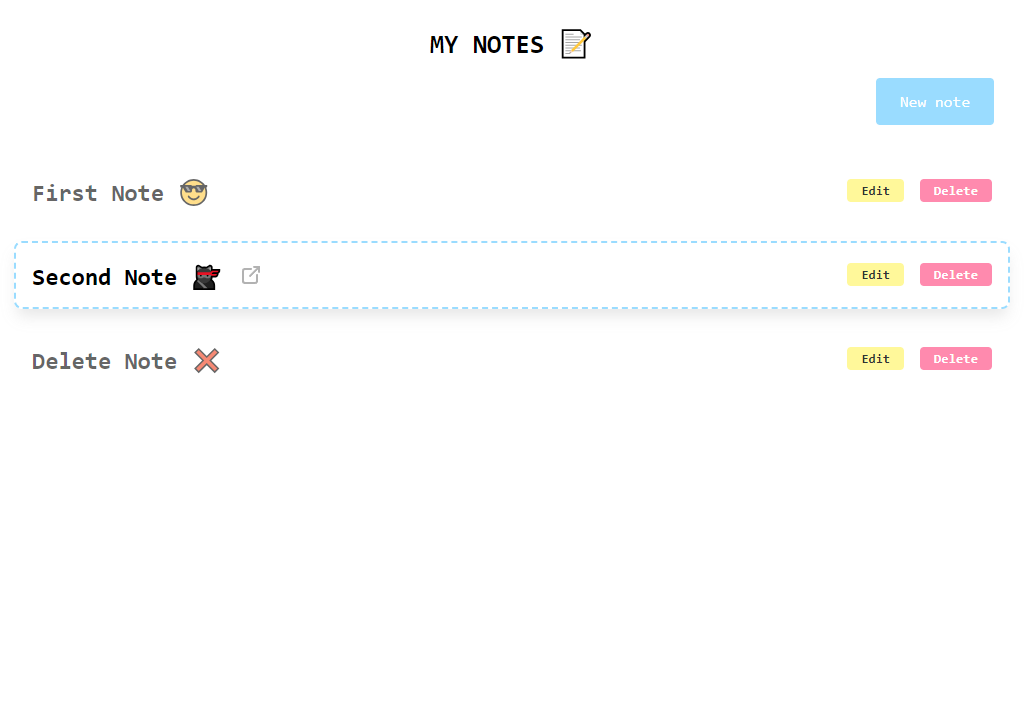 MY NOTES 📝
New note
First Note 😎 Edit Delete
Second Note 🐱‍👤 Edit Delete
Delete Note ❌ Edit Delete